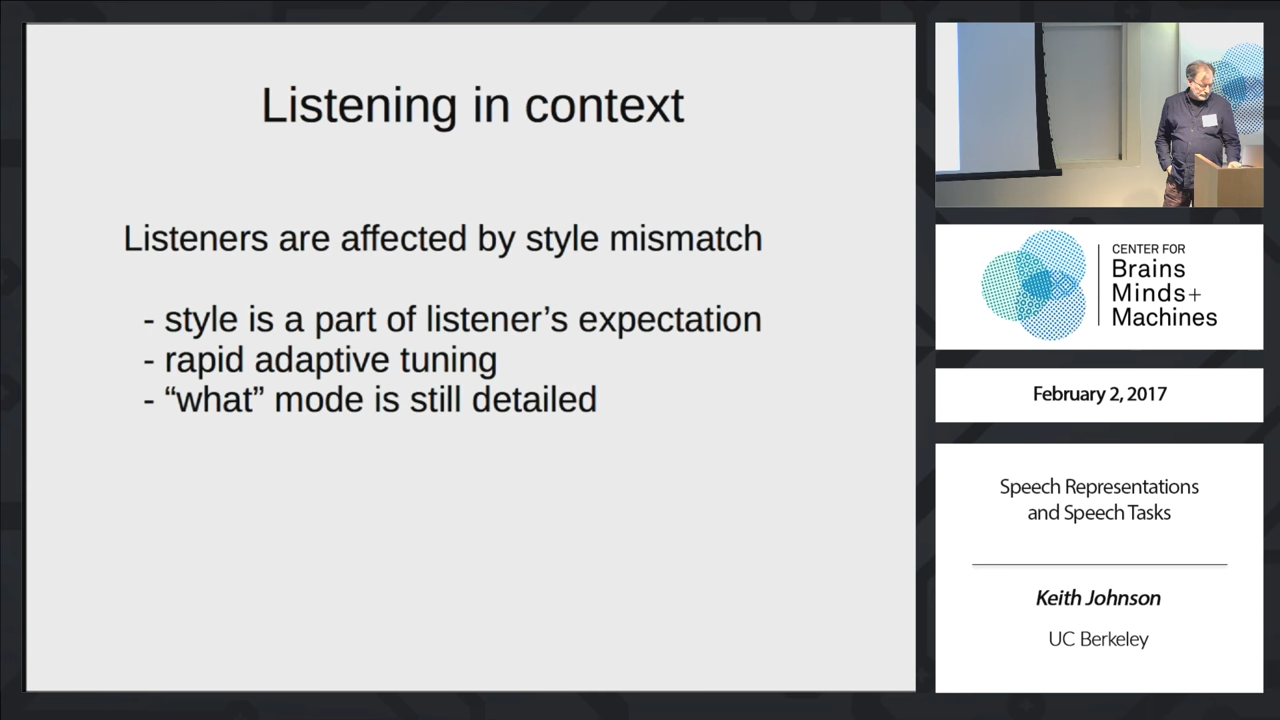 Listening in context
Listeners are affected by style mismatch
- style is a part of listener’s expectation
- rapid adaptive tuning
- “what” mode is still detailed
CENTER FOR
Brains
Minds+
Machines
February 2, 2017
Speech Representations
and Speech Tasks
Keith Johnson
UC Berkeley